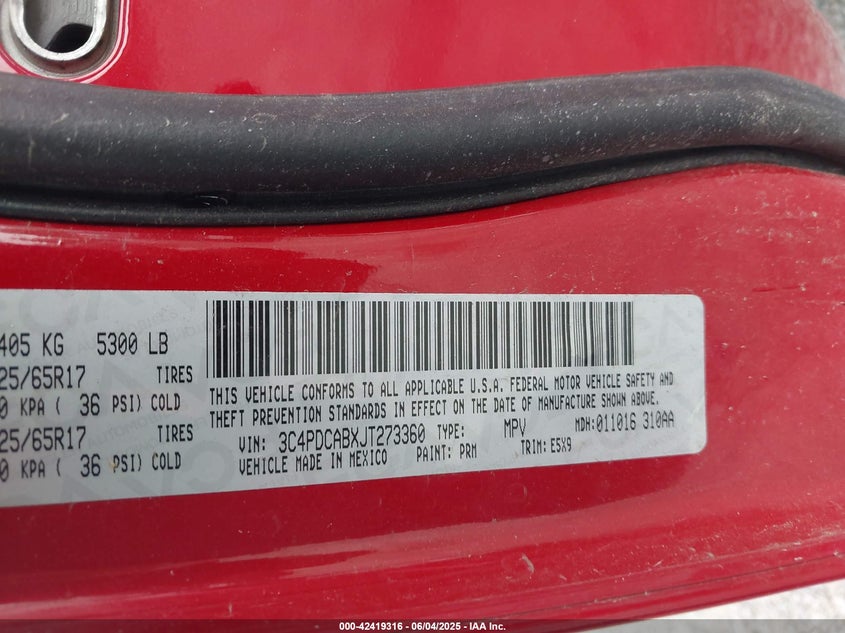 405 KG 5300 LB
25/65R17 TIRES
0 KPA ( 36 PSI) COLD
25/65R17 TIRES
0 KPA ( 36 PSI) COLD
THIS VEHICLE CONFORMS TO ALL APPLICABLE U.S.A. FEDERAL MOTOR VEHICLE SAFETY AND
THEFT PREVENTION STANDARDS IN EFFECT ON THE DATE OF MANUFACTURE SHOWN ABOVE.
VIN: 3C4PDCABXJT273360 TYPE: MPV MDH: 011016 310AA
VEHICLE MADE IN MEXICO PAINT: PRM TRIM: E5X9
000-42419316 | 06/04/2025 - IAA Inc.